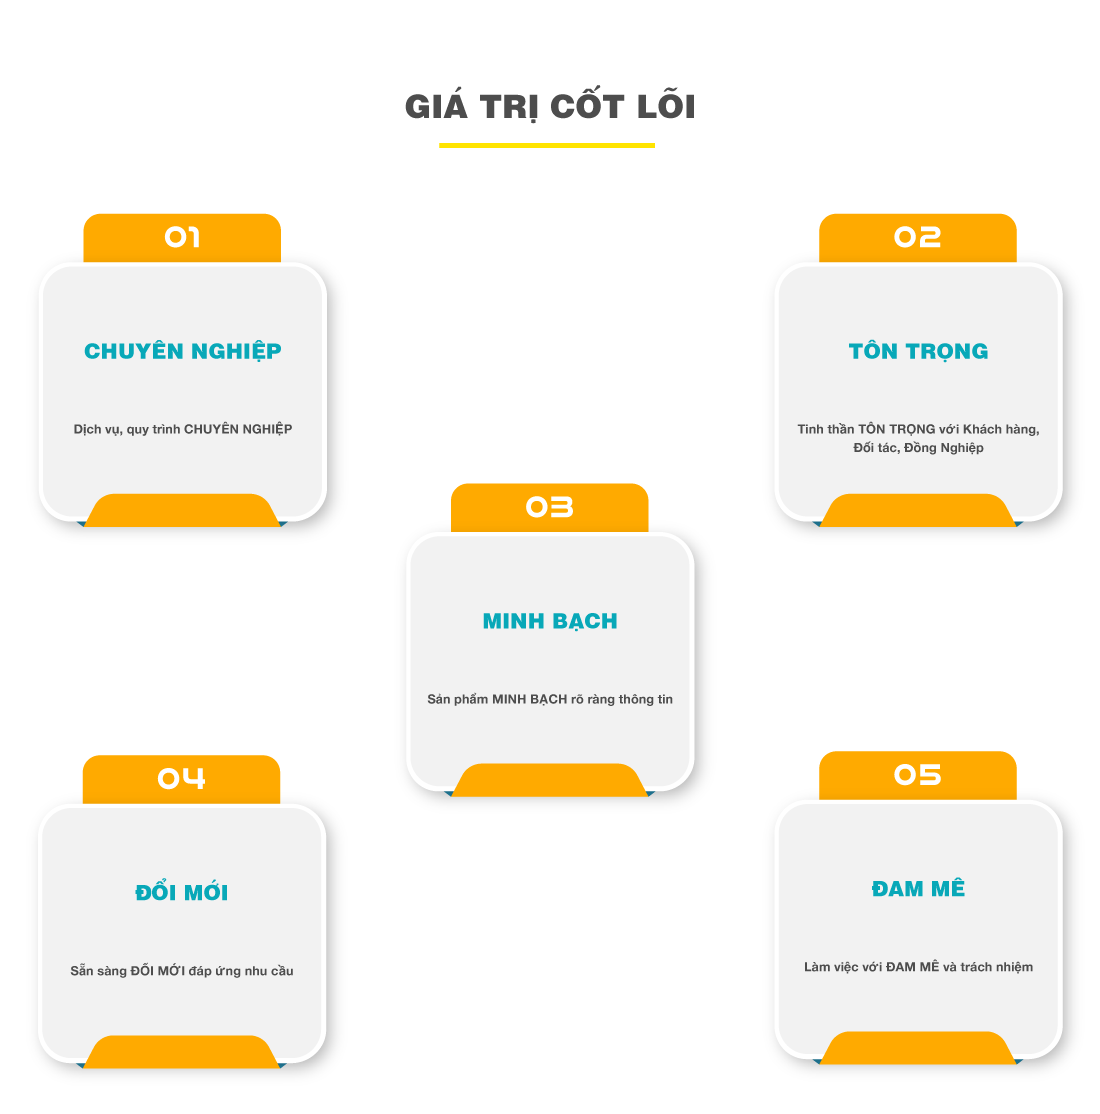 GIÁ TRỊ CỐT LÕI
01
CHUYÊN NGHIỆP
Dịch vụ, quy trình CHUYÊN NGHIỆP
02
TÔN TRỌNG
Tinh thần TÔN TRỌNG với Khách hàng,
Đối tác, Đồng Nghiệp
03
MINH BẠCH
Sản phẩm MINH BẠCH rõ ràng thông tin
04
ĐỔI MỚI
Sẵn sàng ĐỔI MỚI đáp ứng nhu cầu
05
ĐAM MÊ
Làm việc với ĐAM MÊ và trách nhiệm